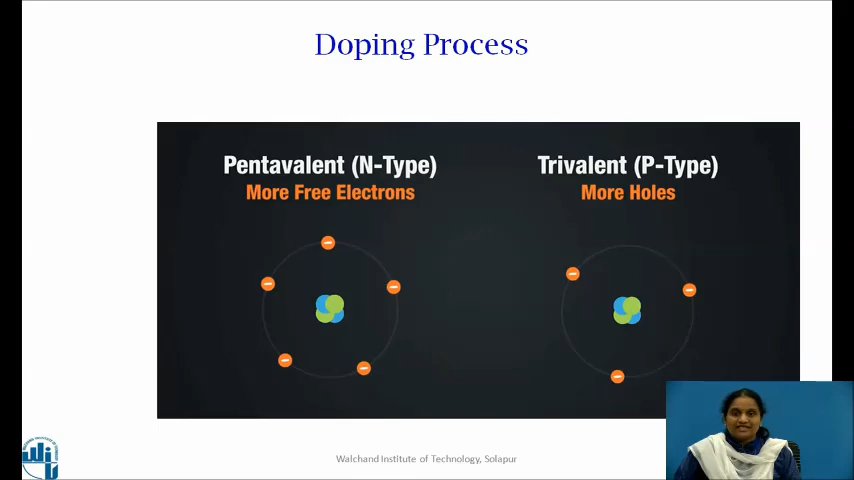 Doping Process
Pentavalent (N-Type)
More Free Electrons
Trivalent (P-Type)
More Holes
Walchand Institute of Technology, Solapur